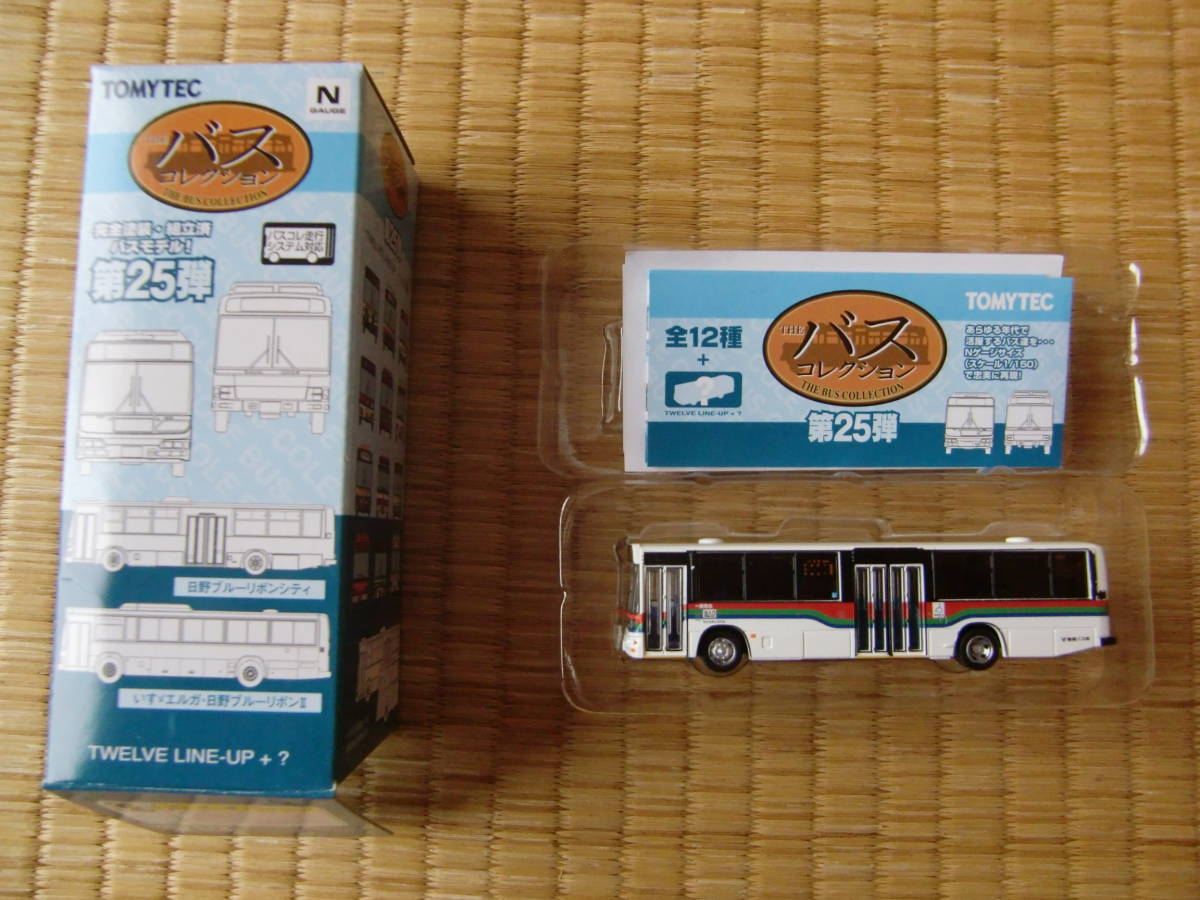 TOMYTEC
N
GAUGE
THE
バス
コレクション
THE BUS COLLECTION
完全塗装・組立済
バスモデル!
第25弾
バスコレ走行
システム対応
日野ブルーリボンシティ
いすゞエルガ・日野ブルーリボンⅡ
TWELVE LINE-UP + ?
TOMYTEC
全12種
+
TWELVE LINE-UP + ?
THE
バス
コレクション
THE BUS COLLECTION
第25弾
あらゆる年代で
活躍するバス達を・・・
Nゲージサイズ
(スケール1/150)
で忠実に再現!